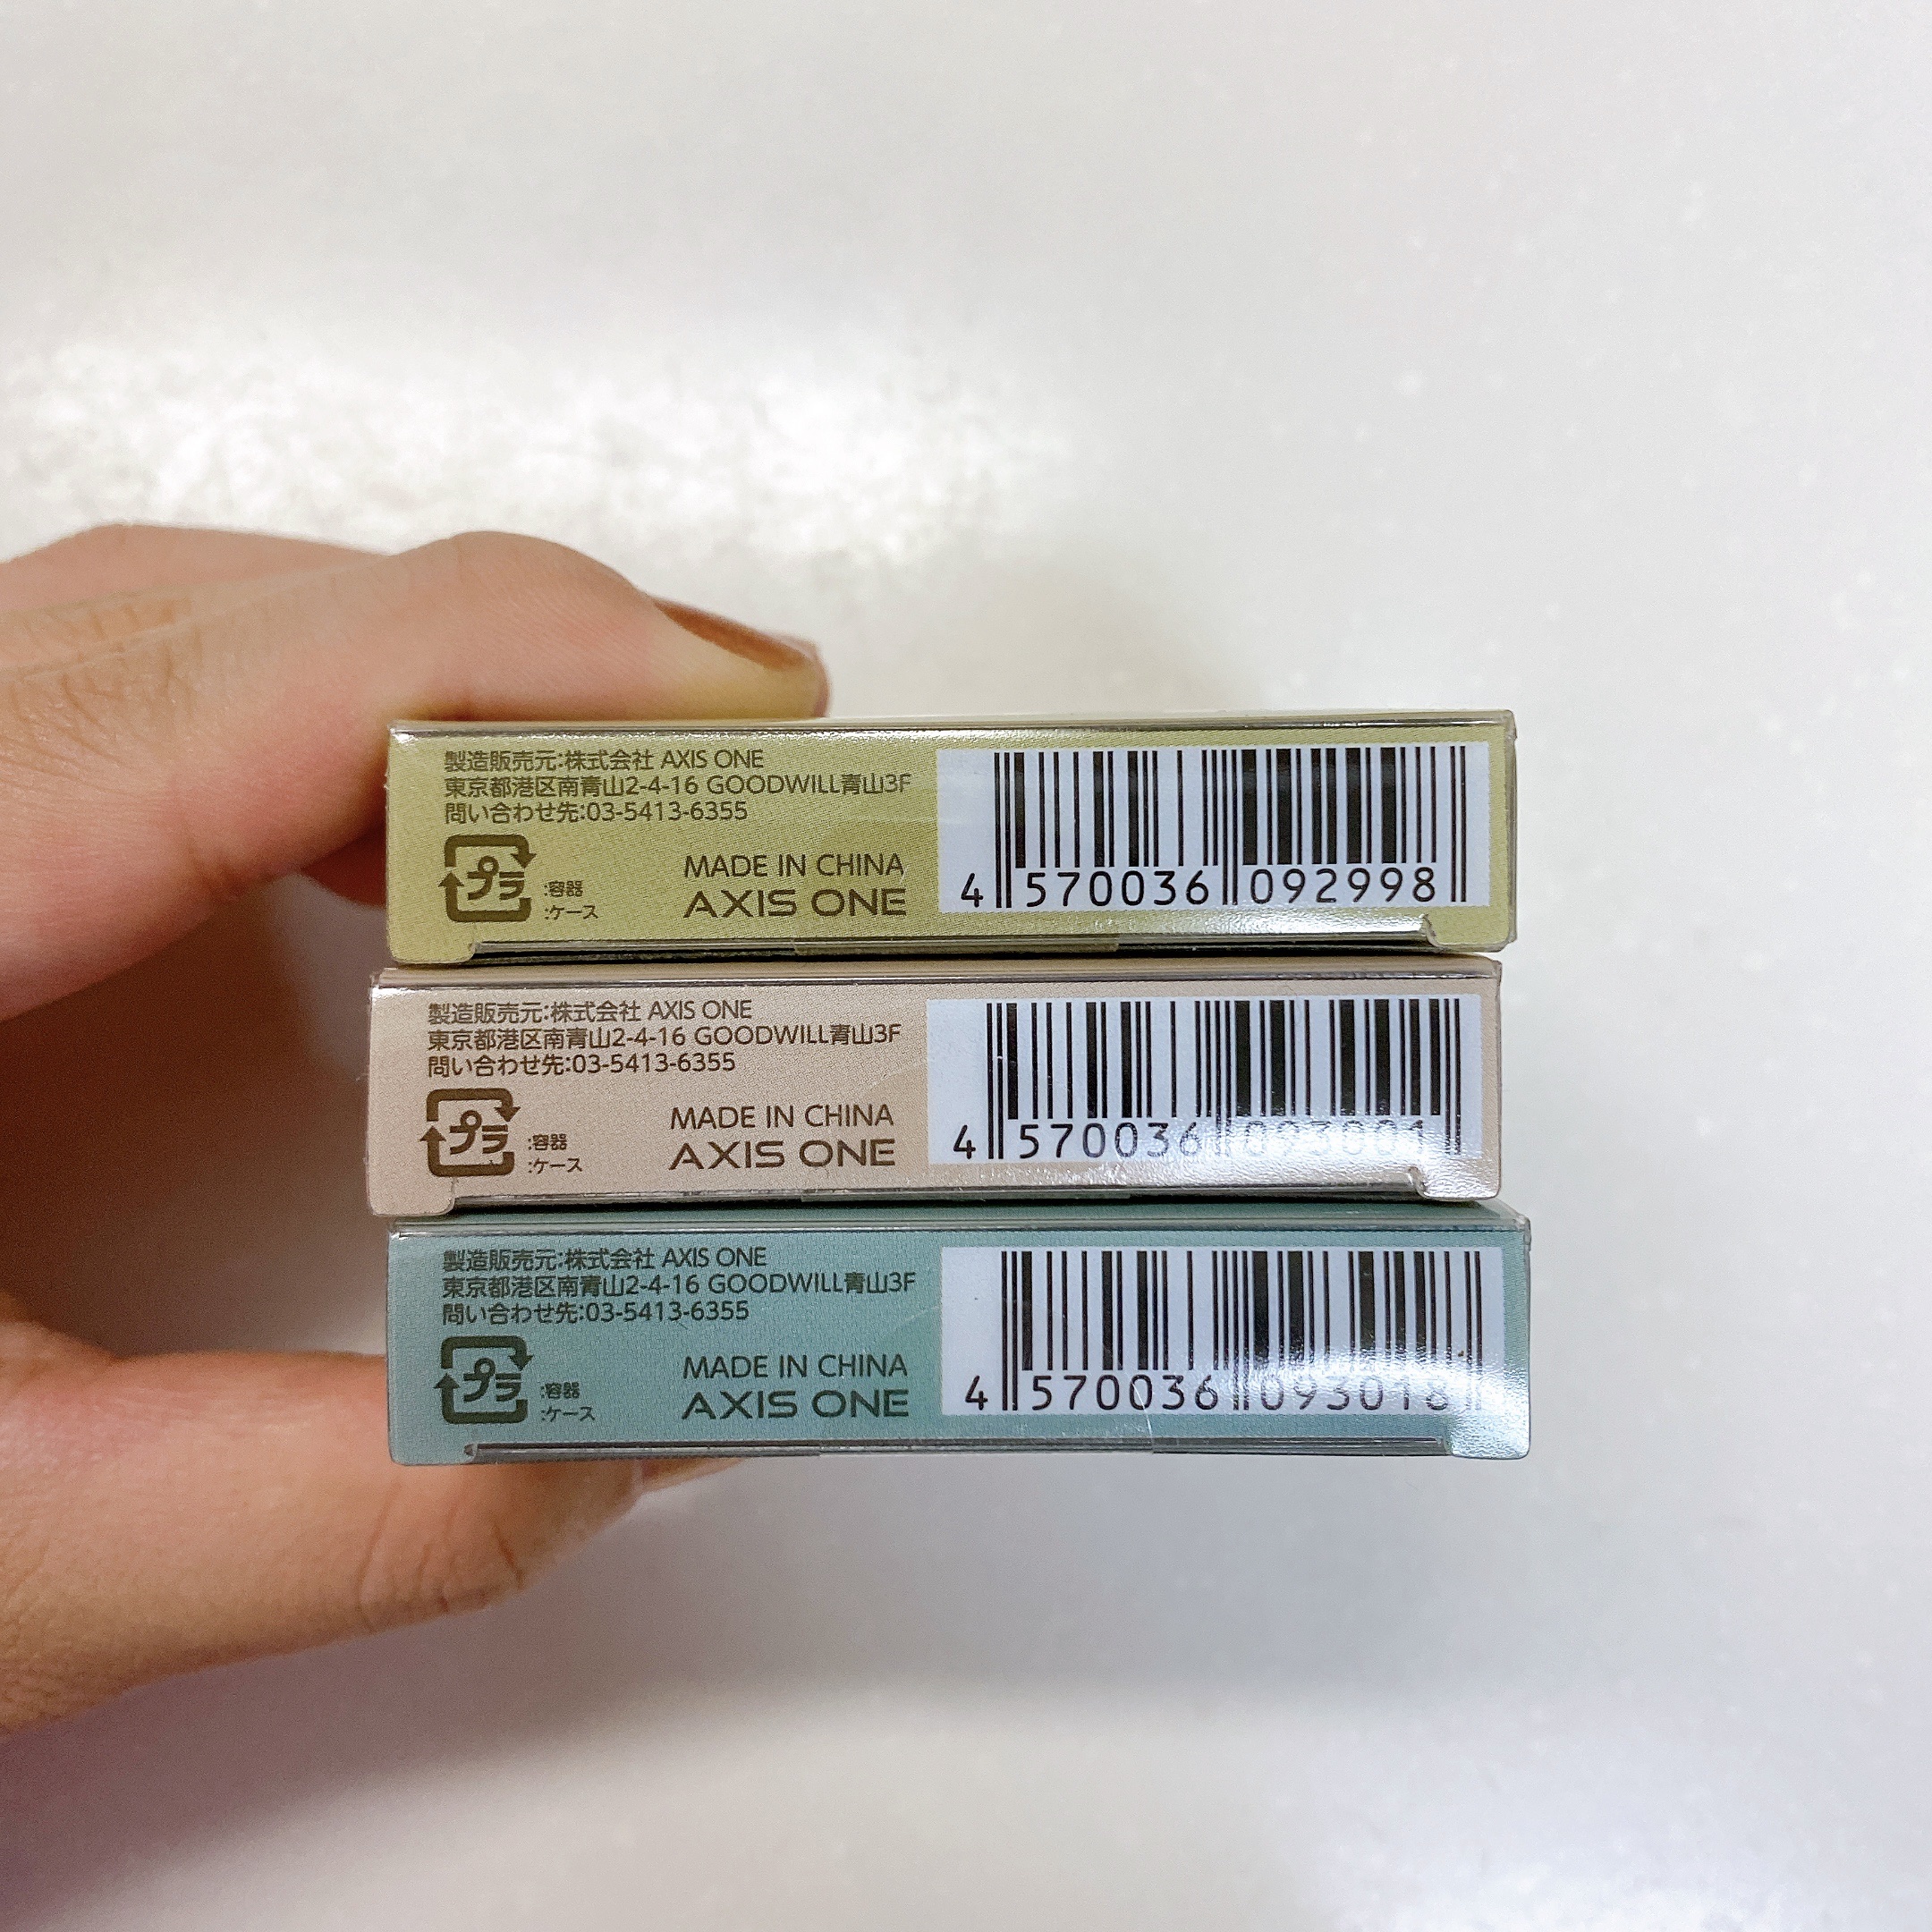 製造販売元:株式会社 AXIS ONE
東京都港区南青山2-4-16 GOODWILL青山3F
問い合わせ先:03-5413-6355
プラ
:容器
:ケース
MADE IN CHINA
AXIS ONE
4 570036 092998
製造販売元:株式会社 AXIS ONE
東京都港区南青山2-4-16 GOODWILL青山3F
問い合わせ先:03-5413-6355
プラ
:容器
:ケース
MADE IN CHINA
AXIS ONE
4 570036 093001
製造販売元:株式会社 AXIS ONE
東京都港区南青山2-4-16 GOODWILL青山3F
問い合わせ先:03-5413-6355
プラ
:容器
:ケース
MADE IN CHINA
AXIS ONE
4 570036 093018